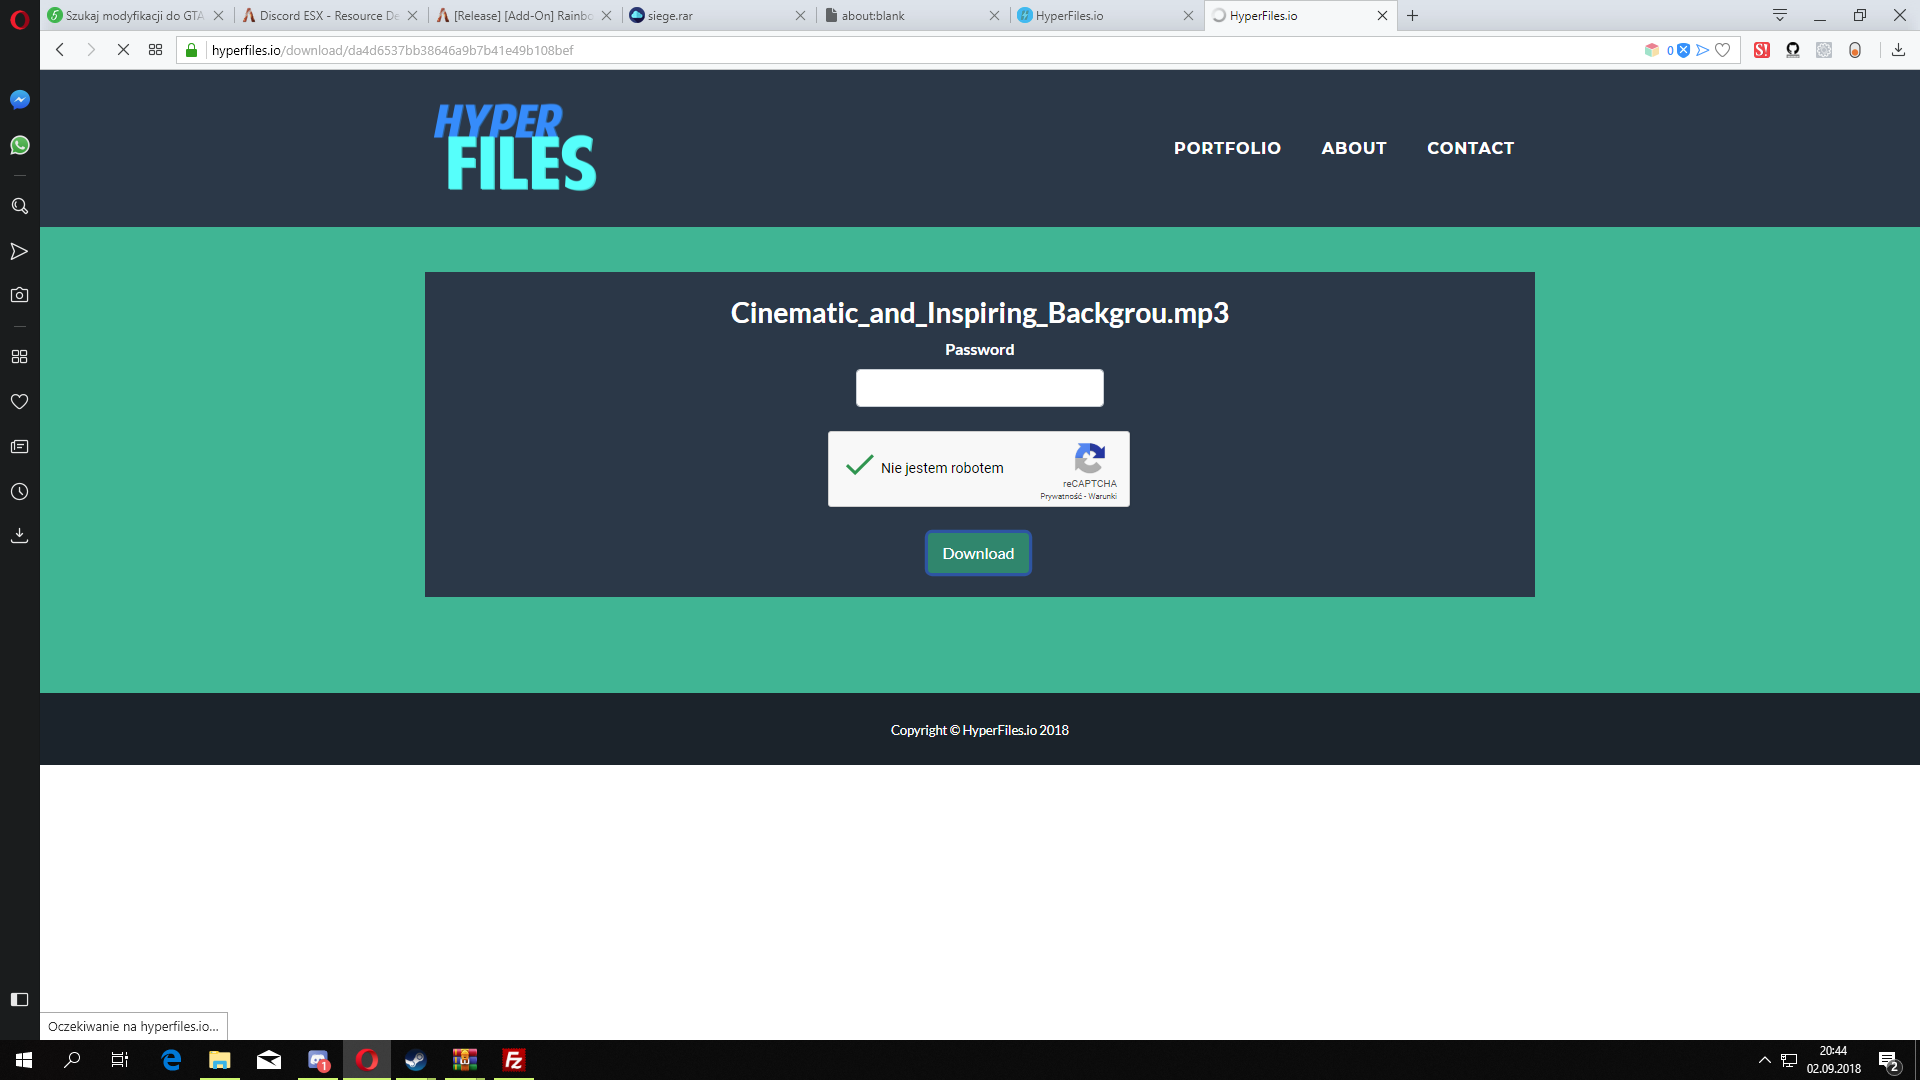 Szukaj modyfikacji do GTA
Discord ESX - Resource De
[Release] [Add-On] Rainbo
siege.rar
about:blank
HyperFiles.io
HyperFiles.io
hyperfiles.io/download/da4d6537bb38646a9b7b41e49b108bef
0
S!
HYPER
FILES
PORTFOLIO
ABOUT
CONTACT
Cinematic_and_Inspiring_Backgrou.mp3
Password
Nie jestem robotem
reCAPTCHA
Prywatność - Warunki
Download
Copyright © HyperFiles.io 2018
Oczekiwanie na hyperfiles.io...
1
Fz
20:44
02.09.2018
2